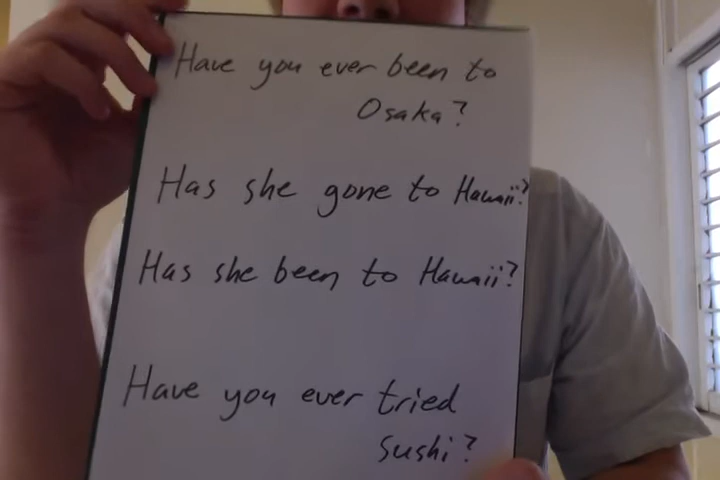 Have you ever been to
Osaka?
Has she gone to Hawaii?
Has she been to Hawaii?
Have you ever tried
sushi?